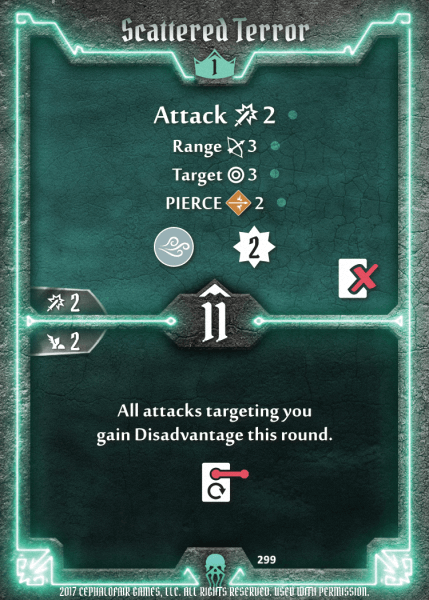 Scattered Terror
1
Attack 2
Range 3
Target 3
PIERCE 2
2
2
11
2
All attacks targeting you
gain Disadvantage this round.
299
2017 CEPHALOFAIR GAMES, LLC. ALL RIGHTS RESERVED. USED WITH PERMISSION.